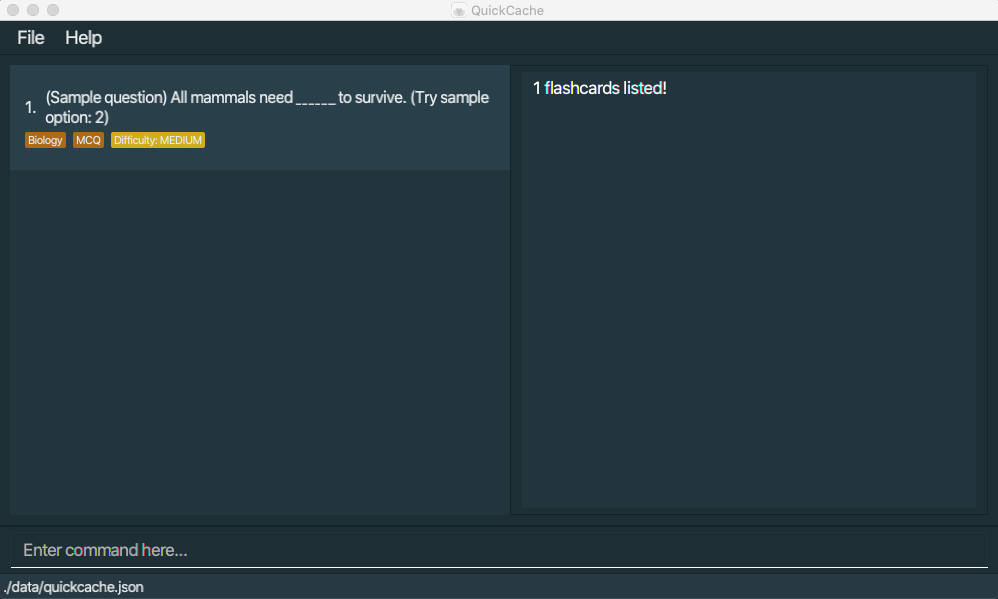 QuickCache
File Help
1. (Sample question) All mammals need ______ to survive. (Try sample
option: 2)
Biology MCQ Difficulty: MEDIUM
1 flashcards listed!
Enter command here...
./data/quickcache.json